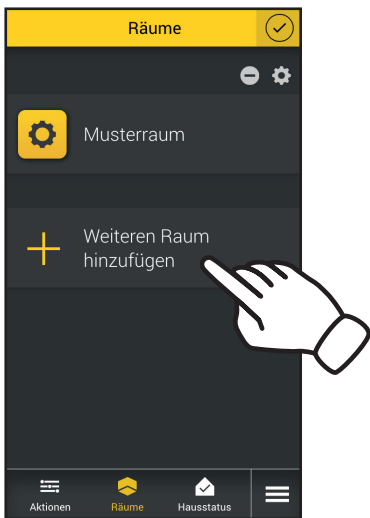 Räume
Musterraum
Weiteren Raum
hinzufügen
Aktionen
Räume
Hausstatus